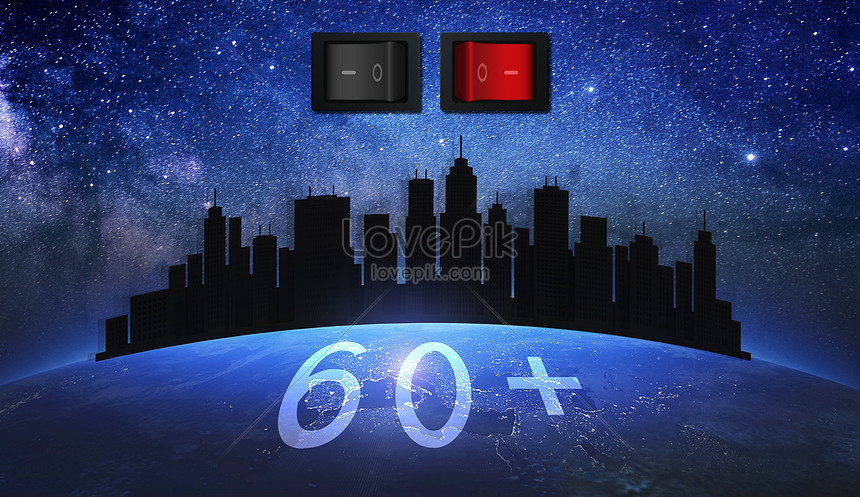 — O O —
LovePik
lovepik.com
60+